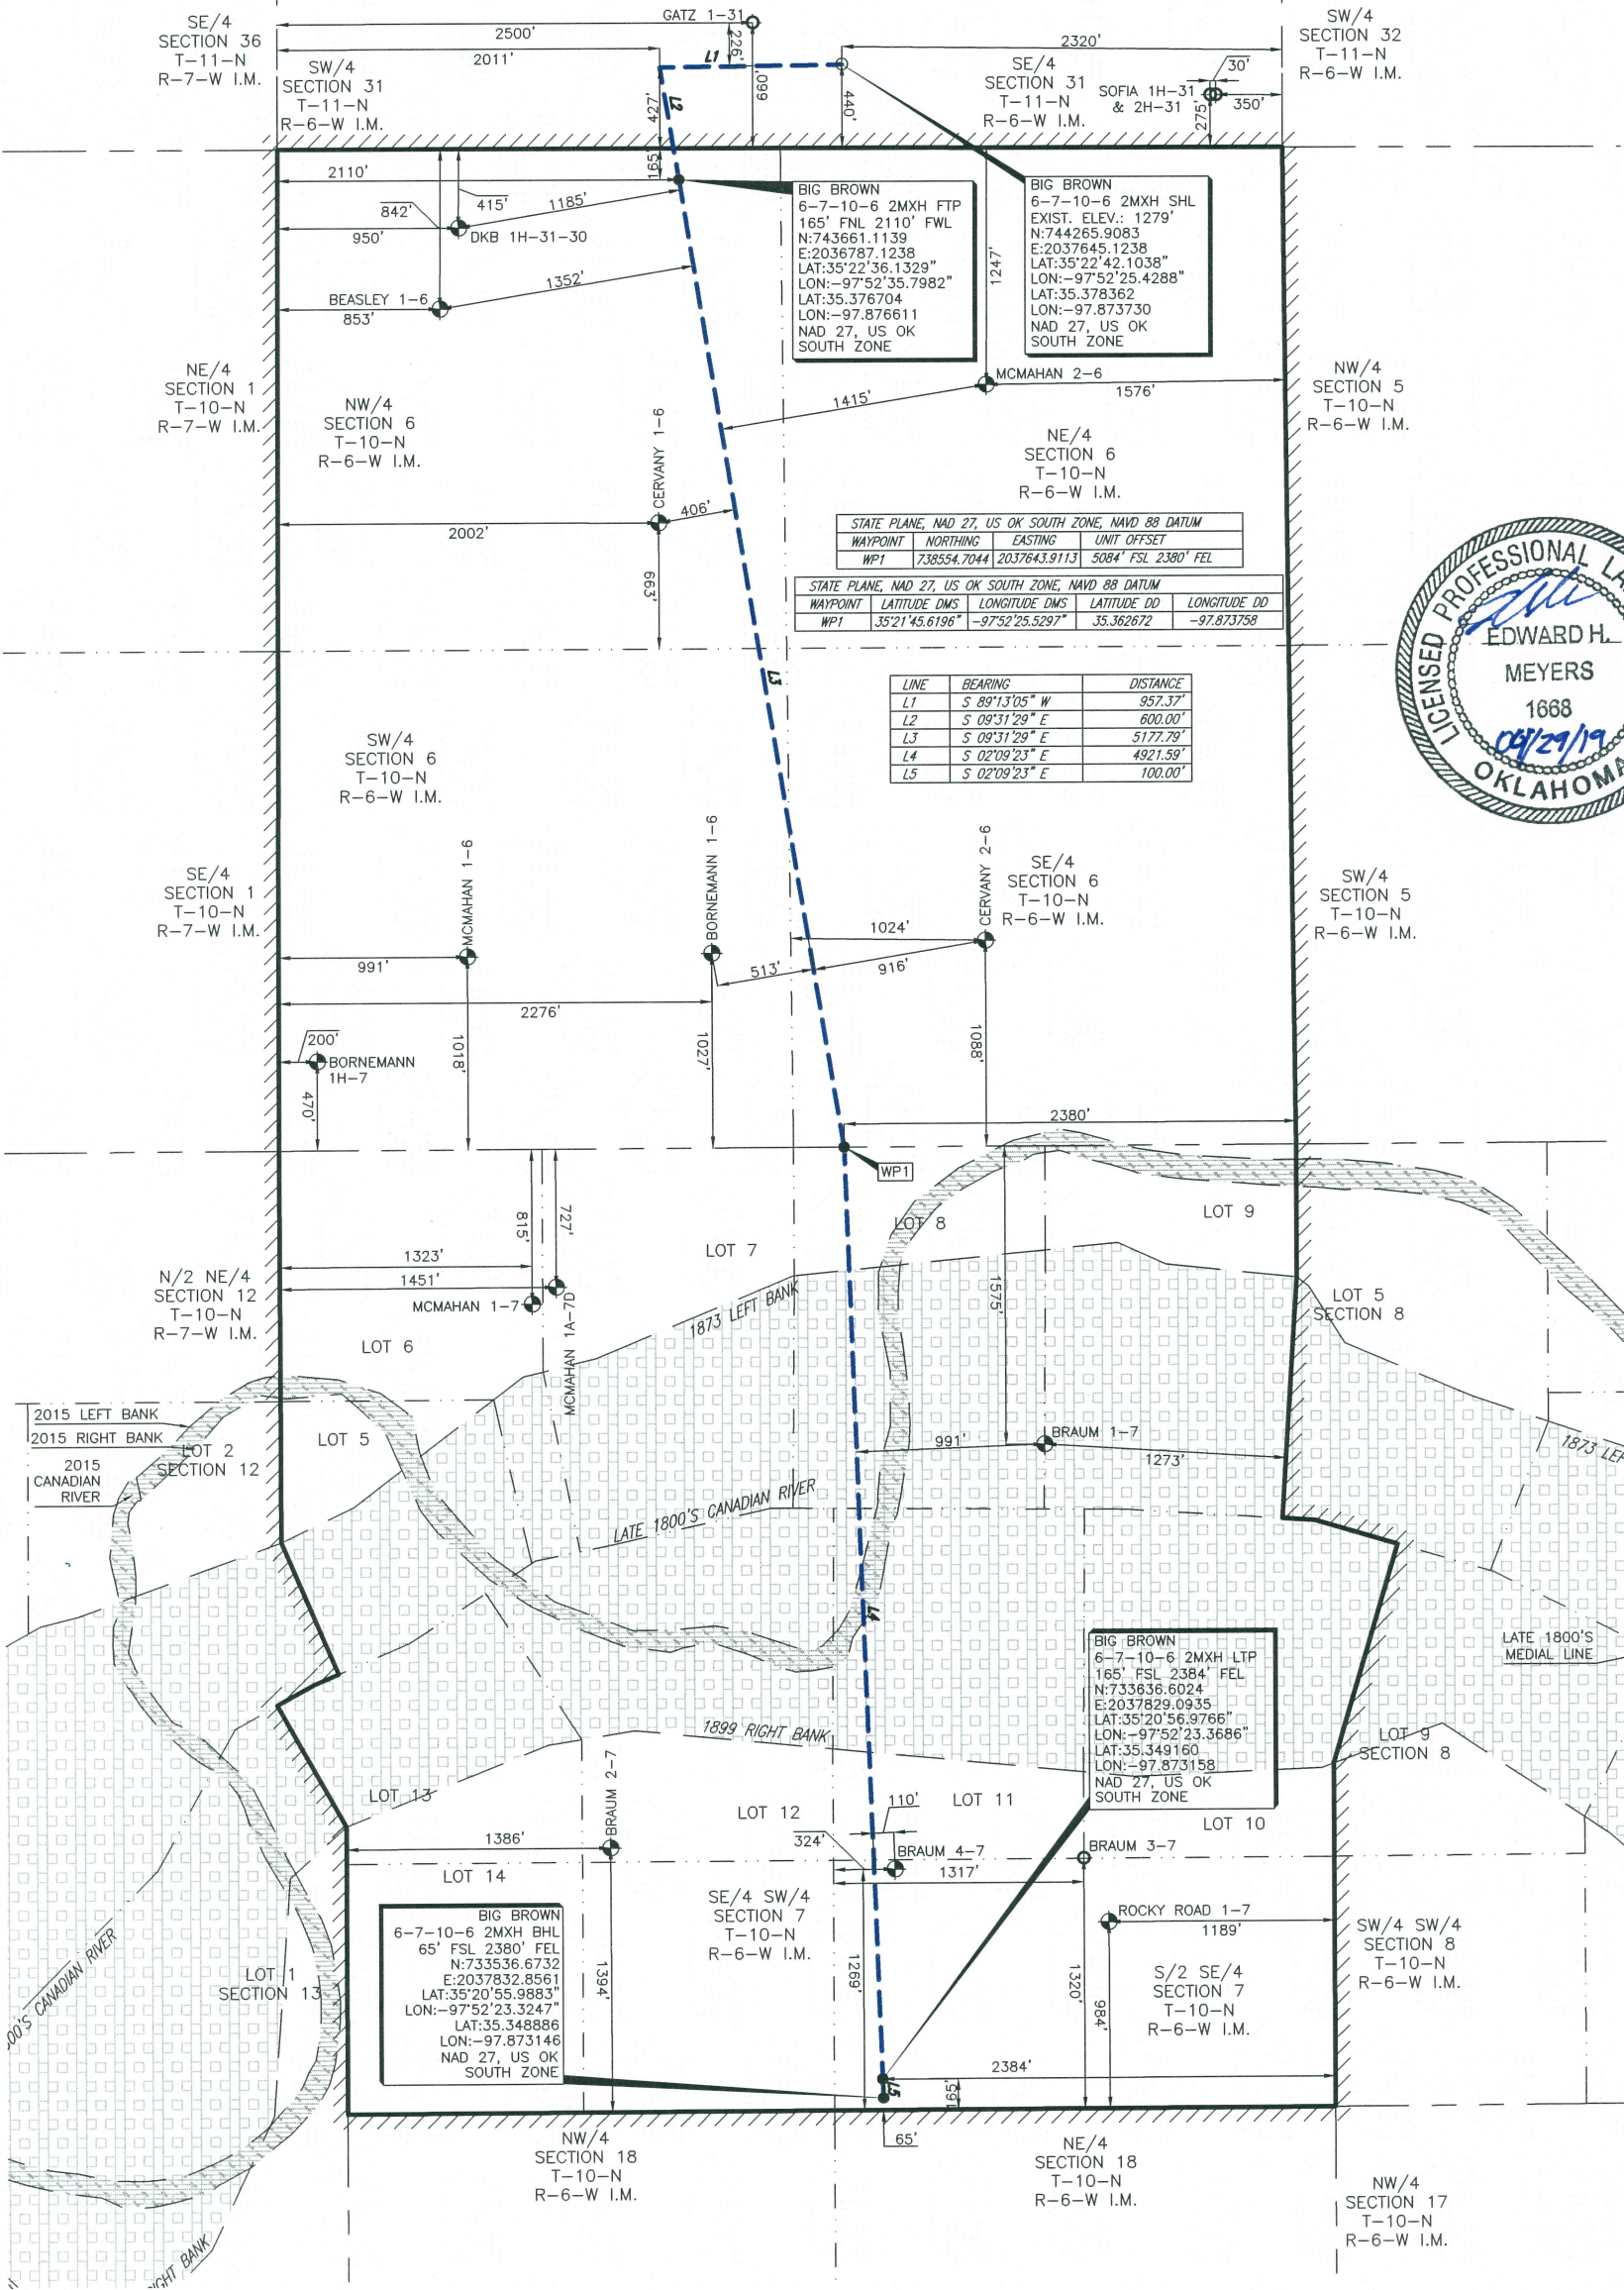 SE/4
SECTION 36
T-11-N
R-7-W I.M.
2500'
2011'
SW/4
SECTION 31
T-11-N
R-6-W I.M.
GATZ 1-31
226'
660'
L1
L2
427'
440'
2320'
SE/4
SECTION 31
T-11-N
R-6-W I.M.
SOFIA 1H-31
& 2H-31
30'
350'
275'
SW/4
SECTION 32
T-11-N
R-6-W I.M.
165'
2110'
842'
415'
1185'
950'
DKB 1H-31-30
BEASLEY 1-6
853'
1352'
BIG BROWN
6-7-10-6 2MXH FTP
165' FNL 2110' FWL
N:743661.1139
E:2036787.1238
LAT:35°22'36.1329"
LON:-97°52'35.7982"
LAT:35.376704
LON:-97.876611
NAD 27, US OK
SOUTH ZONE
BIG BROWN
6-7-10-6 2MXH SHL
EXIST. ELEV.: 1279'
N:744265.9083
E:2037645.1238
LAT:35°22'42.1038"
LON:-97°52'25.4288"
LAT:35.378362
LON:-97.873730
NAD 27, US OK
SOUTH ZONE
1247'
MCMAHAN 2-6
1576'
1415'
NE/4
SECTION 1
T-10-N
R-7-W I.M.
NW/4
SECTION 6
T-10-N
R-6-W I.M.
NE/4
SECTION 6
T-10-N
R-6-W I.M.
NW/4
SECTION 5
T-10-N
R-6-W I.M.
CERVANY 1-6
406'
2002'
663'
STATE PLANE, NAD 27, US OK SOUTH ZONE, NAVD 88 DATUM
WAYPOINT NORTHING EASTING UNIT OFFSET
WP1 738554.7044 2037643.9113 5084' FSL 2380' FEL
STATE PLANE, NAD 27, US OK SOUTH ZONE, NAVD 88 DATUM
WAYPOINT LATITUDE DMS LONGITUDE DMS LATITUDE DD LONGITUDE DD
WP1 35°21'45.6196" -97°52'25.5297" 35.362672 -97.873758
LICENSED PROFESSIONAL LA
EDWARD H.
MEYERS
1668
04/29/19
OKLAHOMA
L3
LINE BEARING DISTANCE
L1 S 89°13'05" W 957.37'
L2 S 09°31'29" E 600.00'
L3 S 09°31'29" E 5177.79'
L4 S 02°09'23" E 4921.59'
L5 S 02°09'23" E 100.00'
SW/4
SECTION 6
T-10-N
R-6-W I.M.
SE/4
SECTION 1
T-10-N
R-7-W I.M.
MCMAHAN 1-6
991'
1018'
BORNEMANN 1-6
513'
2276'
1027'
1024'
916'
CERVANY 2-6
1088'
SE/4
SECTION 6
T-10-N
R-6-W I.M.
SW/4
SECTION 5
T-10-N
R-6-W I.M.
200'
BORNEMANN
1H-7
470'
2380'
WP1
815'
727'
1323'
1451'
MCMAHAN 1-7
MCMAHAN 1A-7D
N/2 NE/4
SECTION 12
T-10-N
R-7-W I.M.
LOT 6
LOT 7
LOT 8
LOT 9
LOT 5
SECTION 8
1873 LEFT BANK
1575'
2015 LEFT BANK
2015 RIGHT BANK
2015
CANADIAN
RIVER
LOT 2
SECTION 12
LOT 5
991'
BRAUM 1-7
1273'
1873 LEF
LATE 1800'S CANADIAN RIVER
L4
LATE 1800'S
MEDIAL LINE
BIG BROWN
6-7-10-6 2MXH LTP
165' FSL 2384' FEL
N:733636.6024
E:2037829.0935
LAT:35°20'56.9766"
LON:-97°52'23.3686"
LAT:35.349160
LON:-97.873158
NAD 27, US OK
SOUTH ZONE
1899 RIGHT BANK
LOT 9
SECTION 8
LOT 13
LOT 12
LOT 11
LOT 10
110'
324'
BRAUM 2-7
1386'
1394'
BRAUM 4-7
1317'
BRAUM 3-7
LOT 14
SE/4 SW/4
SECTION 7
T-10-N
R-6-W I.M.
1269'
1320'
ROCKY ROAD 1-7
1189'
984'
S/2 SE/4
SECTION 7
T-10-N
R-6-W I.M.
SW/4 SW/4
SECTION 8
T-10-N
R-6-W I.M.
BIG BROWN
6-7-10-6 2MXH BHL
65' FSL 2380' FEL
N:733536.6732
E:2037832.8561
LAT:35°20'55.9883"
LON:-97°52'23.3247"
LAT:35.348886
LON:-97.873146
NAD 27, US OK
SOUTH ZONE
00'S CANADIAN RIVER
LOT 1
SECTION 13
2384'
L5
165'
65'
NW/4
SECTION 18
T-10-N
R-6-W I.M.
NE/4
SECTION 18
T-10-N
R-6-W I.M.
NW/4
SECTION 17
T-10-N
R-6-W I.M.
GHT BANK